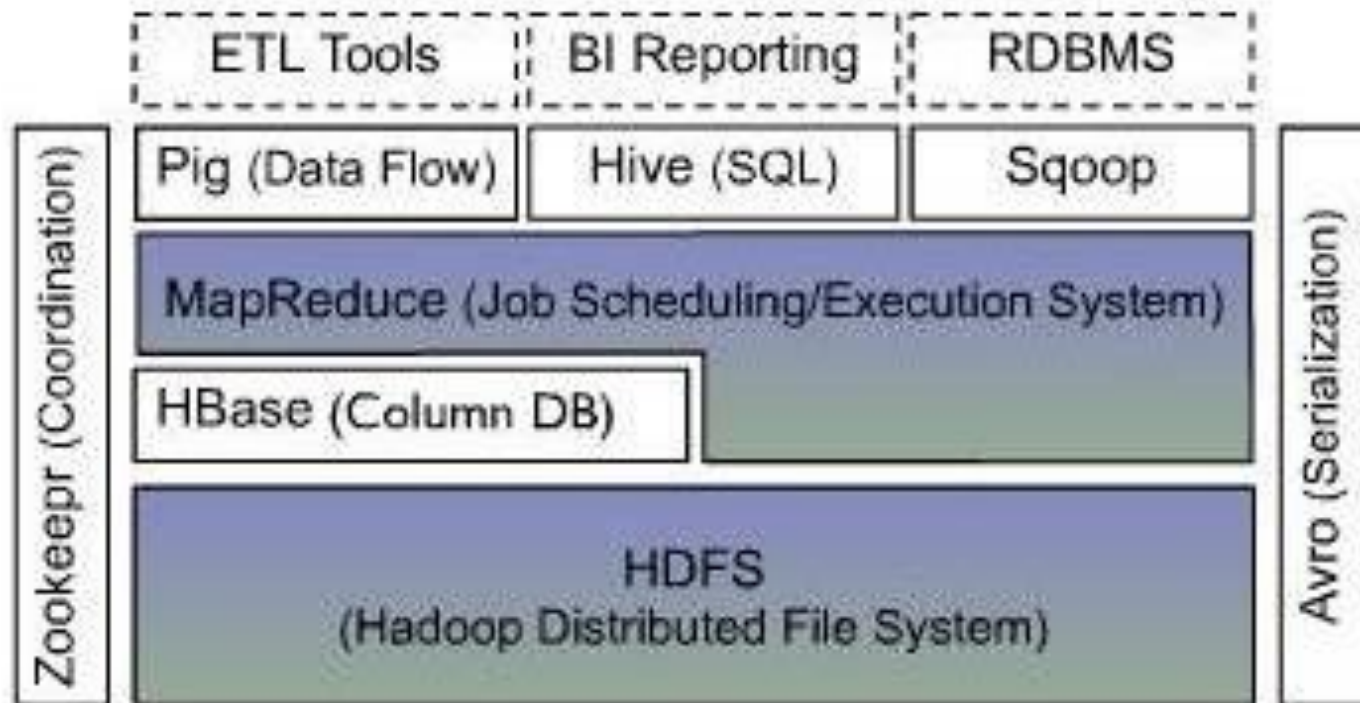 ETL Tools
BI Reporting
RDBMS
Pig (Data Flow)
Hive (SQL)
Sqoop
MapReduce (Job Scheduling/Execution System)
HBase (Column DB)
HDFS
(Hadoop Distributed File System)
Zookeepr (Coordination)
Avro (Serialization)